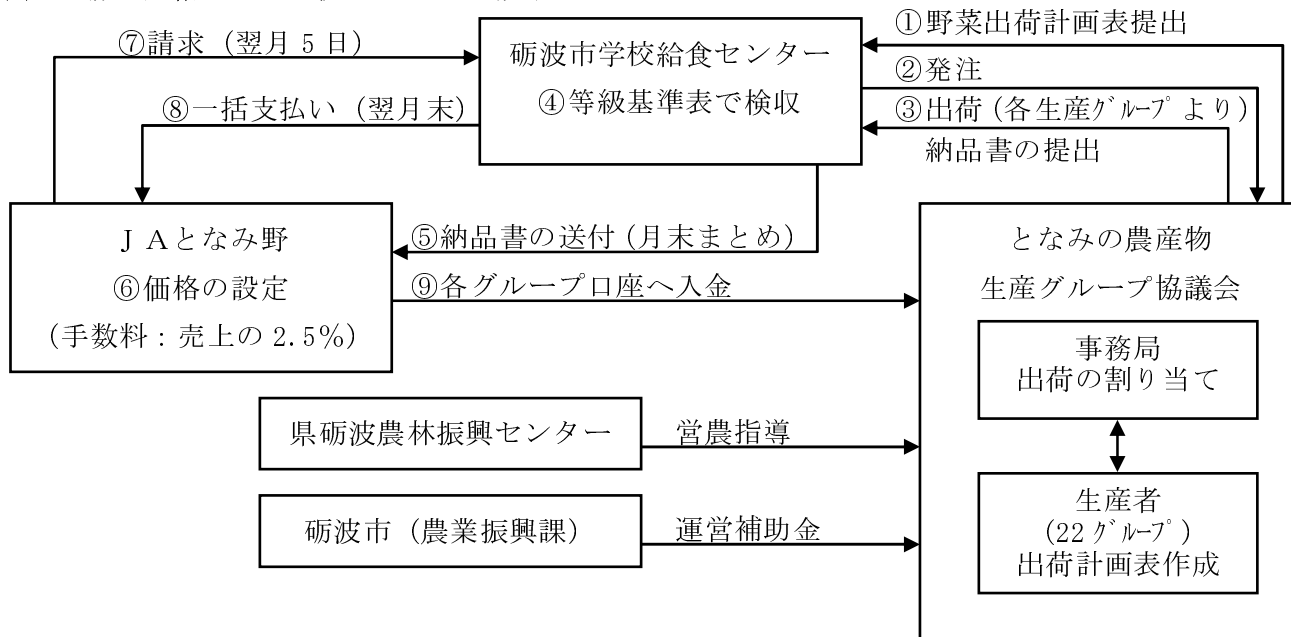 ⑦請求（翌月5日）
⑧一括支払い（翌月末）
砺波市学校給食センター
④等級基準表で検収
①野菜出荷計画表提出
②発注
③出荷（各生産ｸﾞﾙｰﾌﾟより）
納品書の提出
ＪＡとなみ野
⑥価格の設定
（手数料：売上の2.5％）
⑤納品書の送付（月末まとめ）
⑨各グループ口座へ入金
となみの農産物
生産グループ協議会
事務局
出荷の割り当て
生産者
（22ｸﾞﾙｰﾌﾟ）
出荷計画表作成
県砺波農林振興センター
営農指導
砺波市（農業振興課）
運営補助金